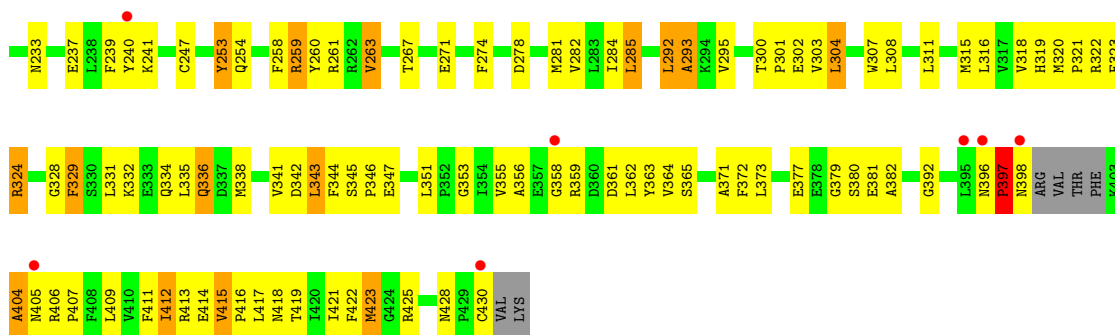 N233 E237 L238 F239 Y240 K241 C247 Y253 Q254 F258 R259 Y260 R261 R262 V263 T267 E271 F274 D278 M281 V282 L283 I284 L285 L292 A293 K294 V295 T300 P301 E302 V303 L304 W307 L308 L311 M315 L316 V317 V318 H319 M320 P321 R322 E323
R324 G328 F329 S330 L331 K332 E333 Q334 L335 Q336 D337 M338 V341 D342 L343 F344 S345 P346 E347 L351 P352 G353 I354 V355 A356 E357 G358 R359 D360 D361 L362 Y363 V364 S365 A371 F372 L373 E377 E378 G379 S380 E381 A382 G392 L395 N396 P397 N398 ARG VAL THR PHE K403
A404 N405 R406 P407 F408 L409 V410 F411 I412 R413 E414 V415 P416 L417 N418 T419 I420 I421 F422 M423 G424 R425 N428 P429 C430 VAL LYS